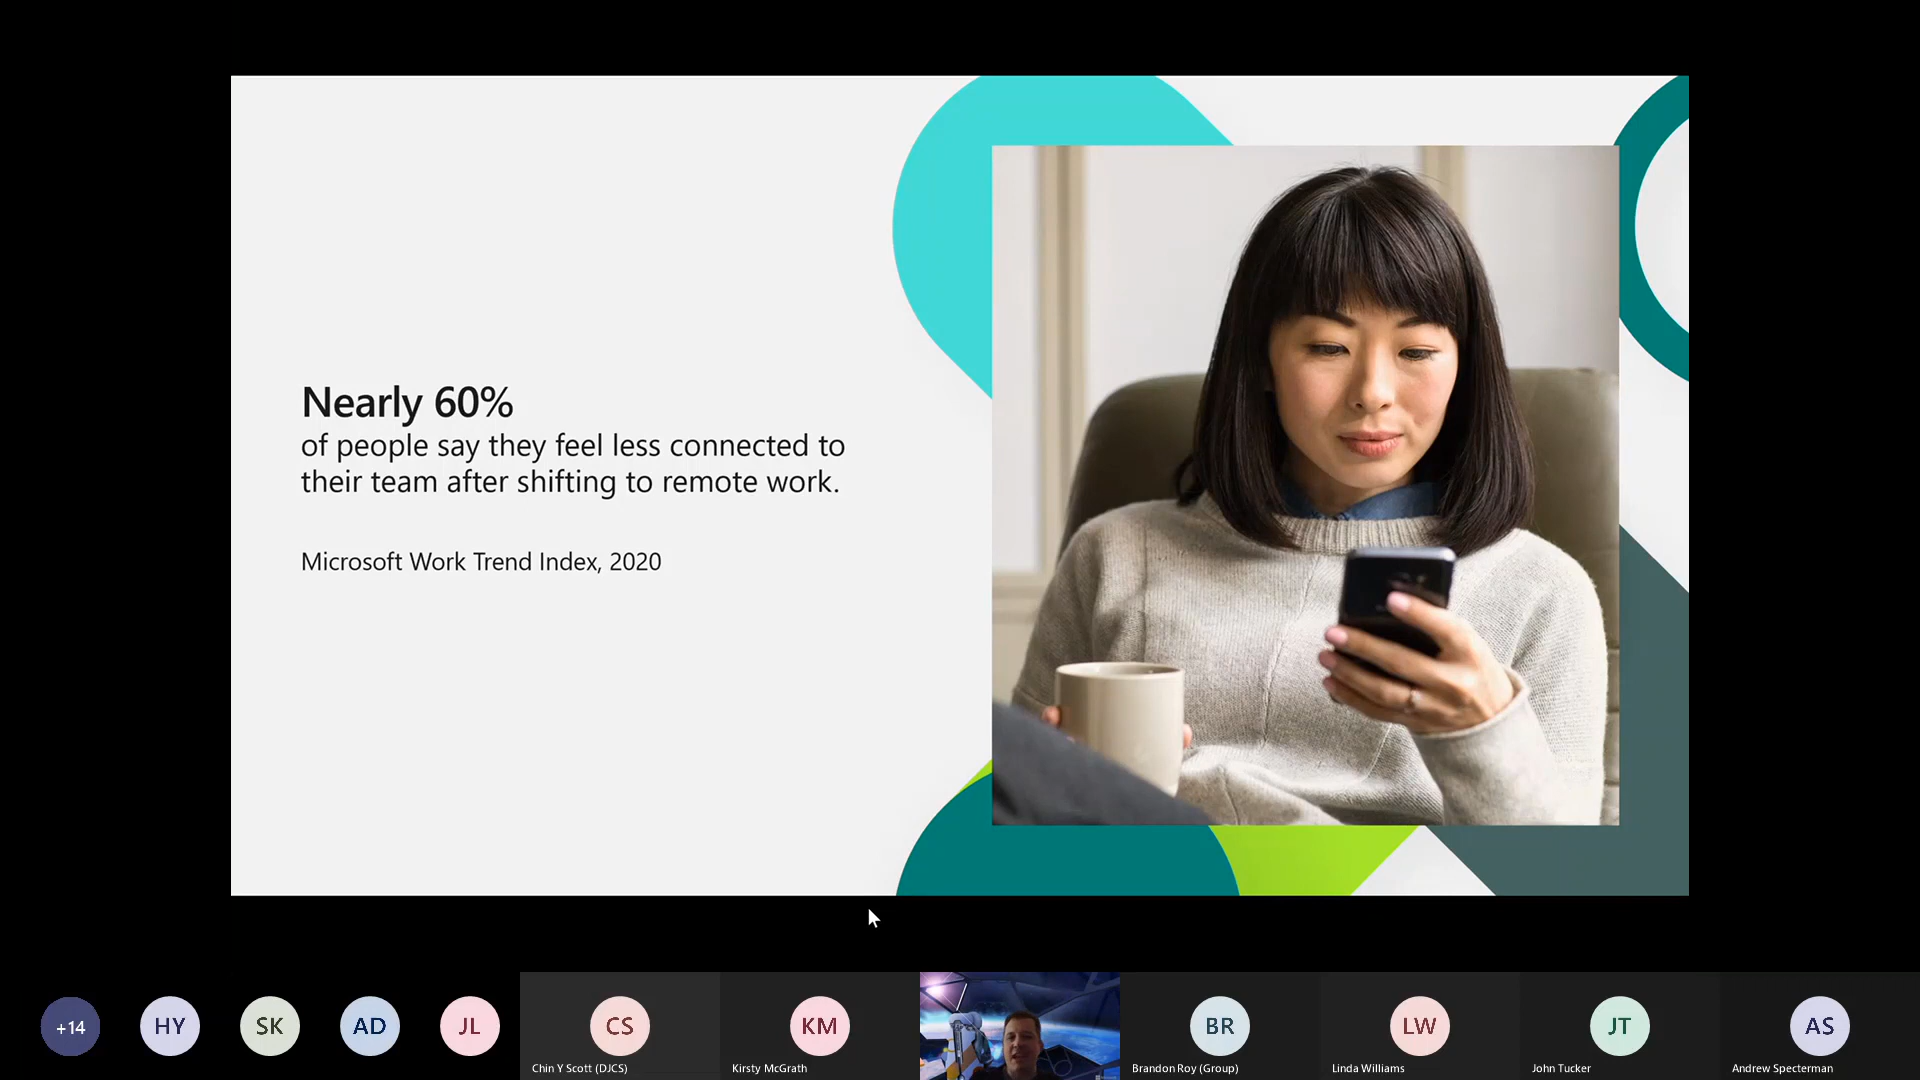 Nearly 60%
of people say they feel less connected to
their team after shifting to remote work.
Microsoft Work Trend Index, 2020
+14
HY
SK
AD
JL
CS
KM
BR
LW
JT
AS
Chin Y Scott (DJCS)
Kirsty McGrath
Brandon Roy (Group)
Linda Williams
John Tucker
Andrew Specterman